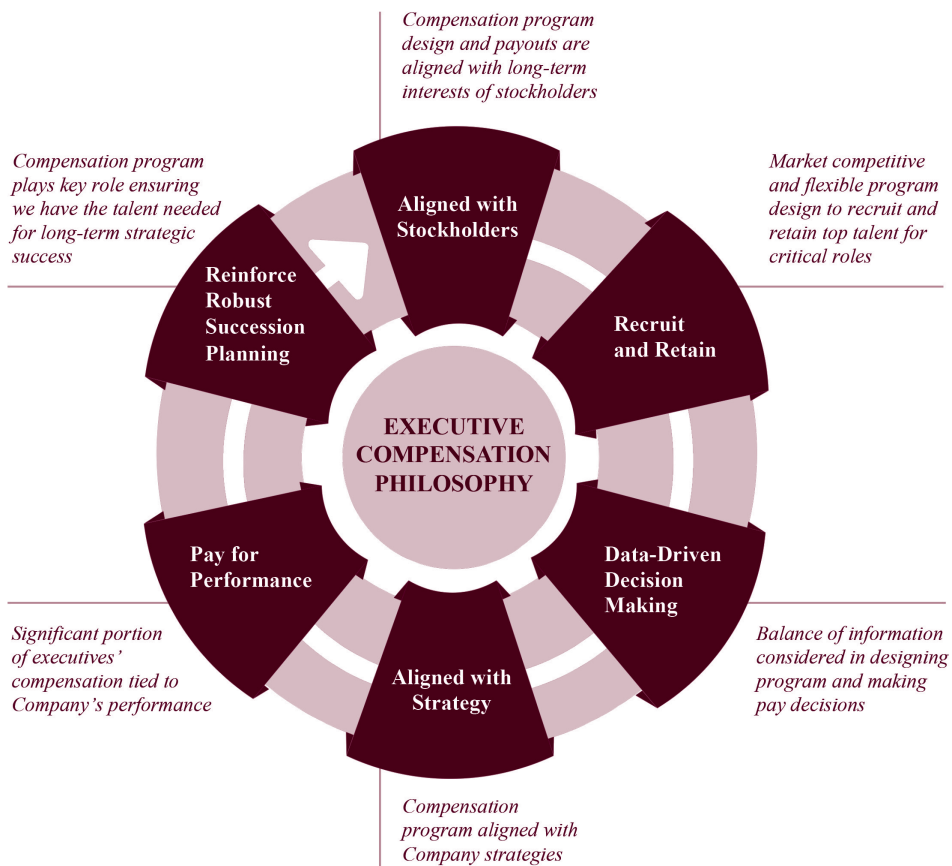 Compensation program
design and payouts are
aligned with long-term
interests of stockholders
Compensation program
plays key role ensuring
we have the talent needed
for long-term strategic
success
Market competitive
and flexible program
design to recruit and
retain top talent for
critical roles
Aligned with
Stockholders
Reinforce
Robust
Succession
Planning
Recruit
and Retain
EXECUTIVE
COMPENSATION
PHILOSOPHY
Pay for
Performance
Data-Driven
Decision
Making
Aligned with
Strategy
Significant portion
of executives’
compensation tied to
Company’s performance
Balance of information
considered in designing
program and making
pay decisions
Compensation
program aligned with
Company strategies